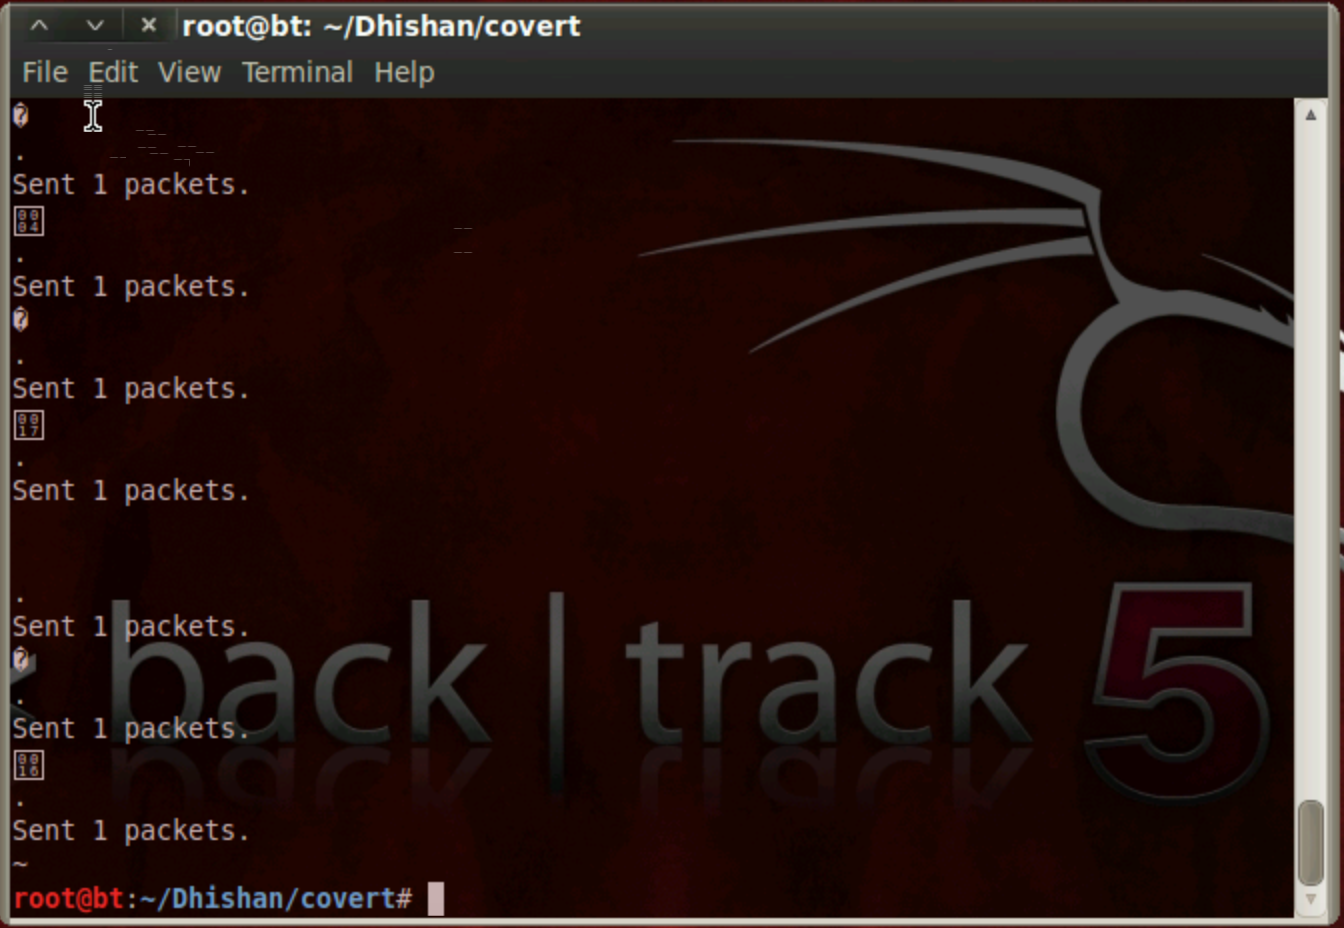 root@bt: ~/Dhishan/covert
File Edit View Terminal Help
�
.
Sent 1 packets.
0004
.
Sent 1 packets.
�
.
Sent 1 packets.
0017
.
Sent 1 packets.
.
Sent 1 packets.
�
.
Sent 1 packets.
0016
.
Sent 1 packets.
~
root@bt:~/Dhishan/covert#
back | track 5